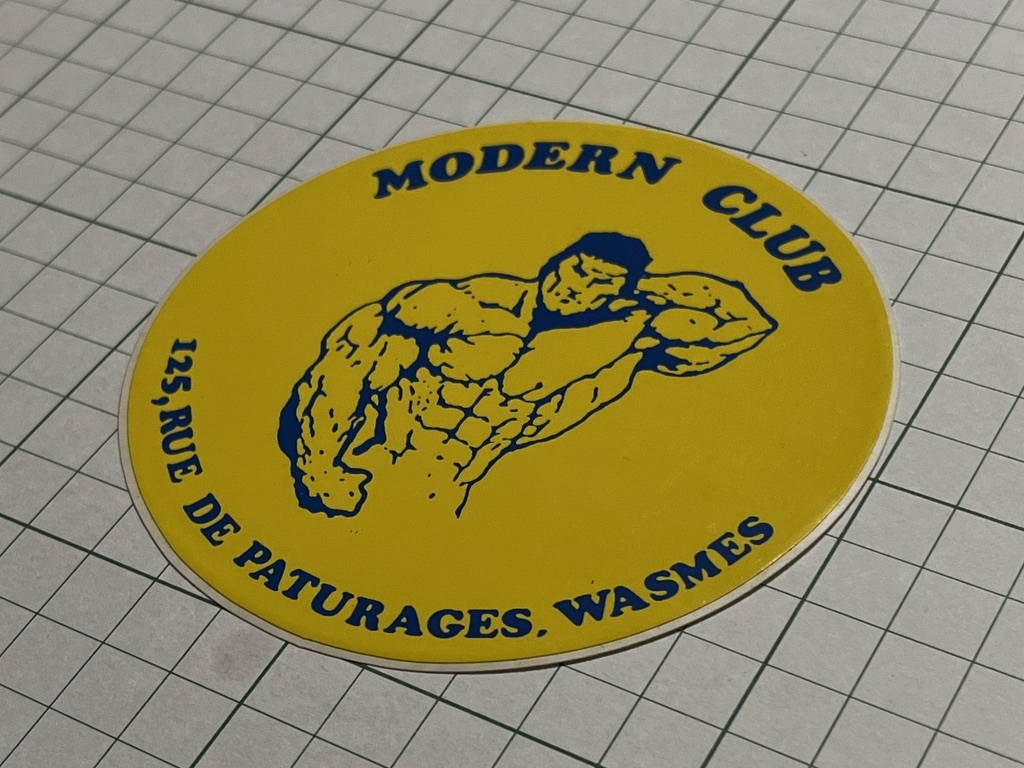 MODERN CLUB
125, RUE DE PATURAGES. WASMES